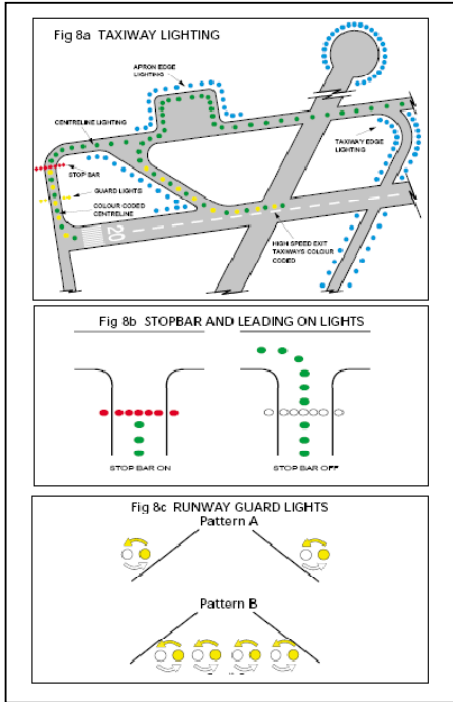 Fig 8a TAXIWAY LIGHTING
APRON EDGE
LIGHTING
CENTRELINE LIGHTING
TAXIWAY EDGE
LIGHTING
STOP BAR
GUARD LIGHTS
COLOUR-CODED
CENTRELINE
20
HIGH SPEED EXIT
TAXIWAYS COLOUR
CODIED
Fig 8b STOPBAR AND LEADING ON LIGHTS
STOP BAR ON
STOP BAR OFF
Fig 8c RUNWAY GUARD LIGHTS
Pattern A
Pattern B